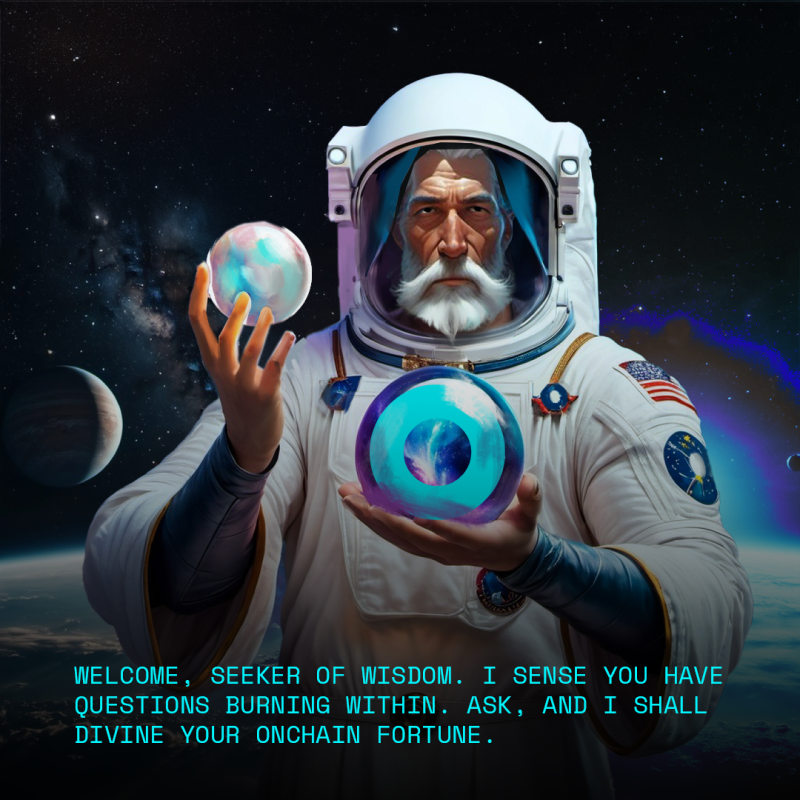 WELCOME, SEEKER OF WISDOM. I SENSE YOU HAVE
QUESTIONS BURNING WITHIN. ASK, AND I SHALL
DIVINE YOUR ONCHAIN FORTUNE.